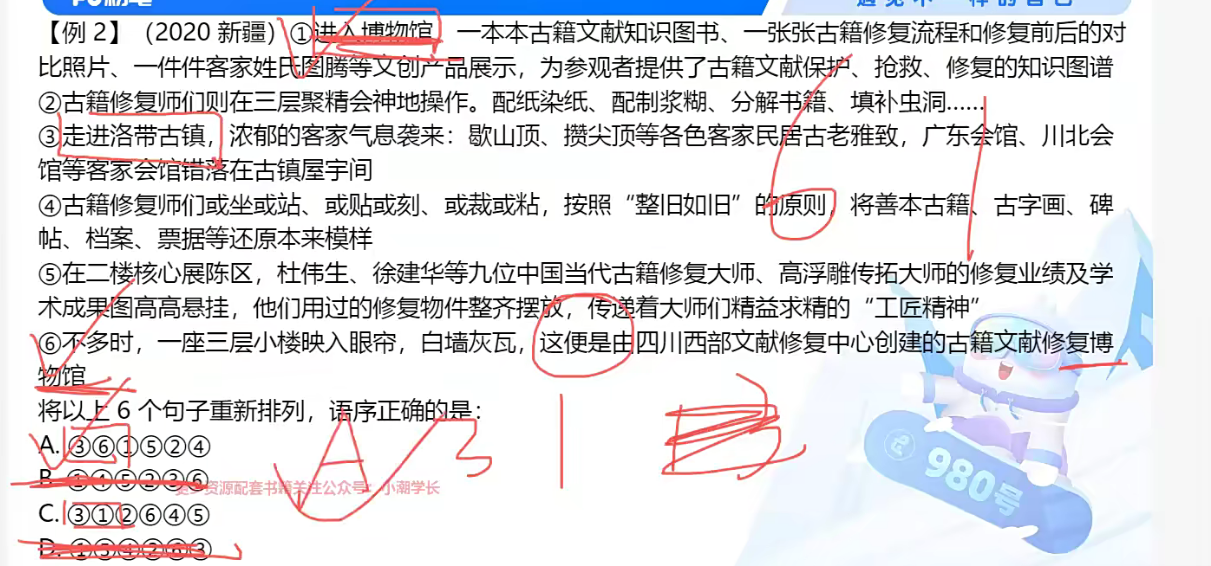 【例 2】（2020 新疆）①进入博物馆，一本本古籍文献知识图书、一张张古籍修复流程和修复前后的对
比照片、一件件客家姓氏图腾等文创产品展示，为参观者提供了古籍文献保护、抢救、修复的知识图谱
②古籍修复师们则在三层聚精会神地操作。配纸染纸、配制浆糊、分解书籍、填补虫洞……
③走进洛带古镇，浓郁的客家气息袭来：歇山顶、攒尖顶等各色客家民居古老雅致，广东会馆、川北会
馆等客家会馆错落在古镇屋宇间
④古籍修复师们或坐或站、或贴或刻、或裁或粘，按照“整旧如旧”的原则，将善本古籍、古字画、碑
帖、档案、票据等还原本来模样
⑤在二楼核心展陈区，杜伟生、徐建华等九位中国当代古籍修复大师、高浮雕传拓大师的修复业绩及学
术成果图高高悬挂，他们用过的修复物件整齐摆放，传递着大师们精益求精的“工匠精神”
⑥不多时，一座三层小楼映入眼帘，白墙灰瓦，这便是由四川西部文献修复中心创建的古籍文献修复博
物馆
将以上 6 个句子重新排列，语序正确的是：
A. ③⑥①⑤②④
B. ①④⑤②③⑥
C. ③①②⑥④⑤
D. ①⑤④②⑥③
资源配套书籍关注公众号：小潮学长
A
3
980号